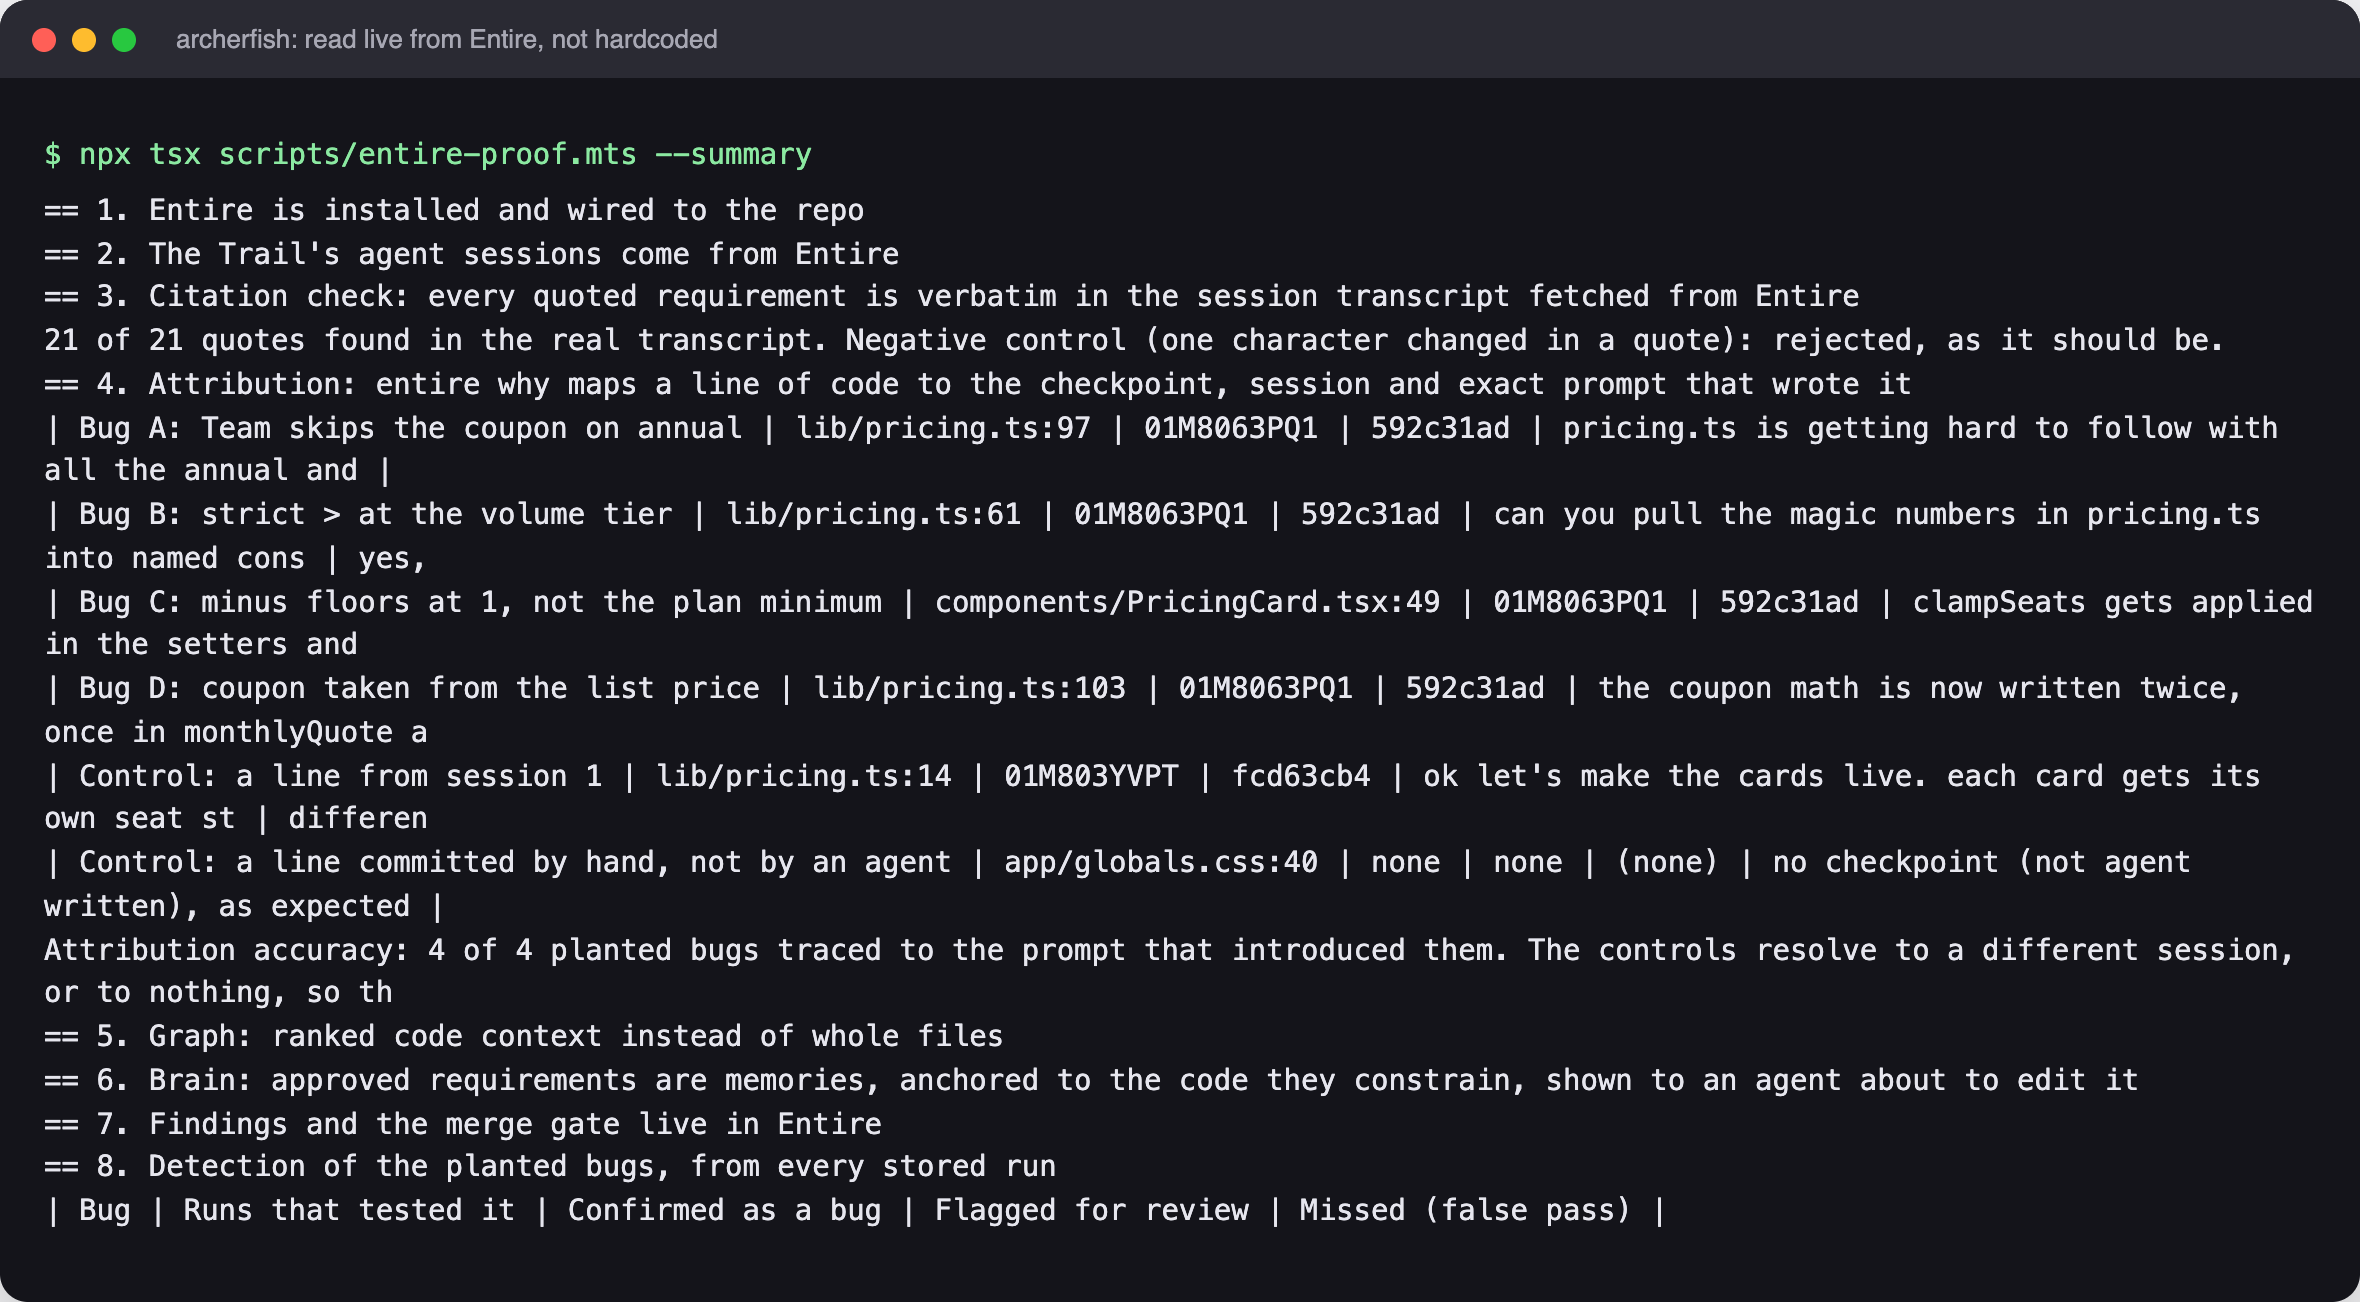 archerfish: read live from Entire, not hardcoded
$ npx tsx scripts/entire-proof.mts --summary
== 1. Entire is installed and wired to the repo
== 2. The Trail's agent sessions come from Entire
== 3. Citation check: every quoted requirement is verbatim in the session transcript fetched from Entire
21 of 21 quotes found in the real transcript. Negative control (one character changed in a quote): rejected, as it should be.
== 4. Attribution: entire why maps a line of code to the checkpoint, session and exact prompt that wrote it
| Bug A: Team skips the coupon on annual | lib/pricing.ts:97 | 01M8063PQ1 | 592c31ad | pricing.ts is getting hard to follow with
all the annual and |
| Bug B: strict > at the volume tier | lib/pricing.ts:61 | 01M8063PQ1 | 592c31ad | can you pull the magic numbers in pricing.ts
into named cons | yes,
| Bug C: minus floors at 1, not the plan minimum | components/PricingCard.tsx:49 | 01M8063PQ1 | 592c31ad | clampSeats gets applied
in the setters and
| Bug D: coupon taken from the list price | lib/pricing.ts:103 | 01M8063PQ1 | 592c31ad | the coupon math is now written twice,
once in monthlyQuote a
| Control: a line from session 1 | lib/pricing.ts:14 | 01M803YVPT | fcd63cb4 | ok let's make the cards live. each card gets its
own seat st | differen
| Control: a line committed by hand, not by an agent | app/globals.css:40 | none | none | (none) | no checkpoint (not agent
written), as expected |
Attribution accuracy: 4 of 4 planted bugs traced to the prompt that introduced them. The controls resolve to a different session,
or to nothing, so th
== 5. Graph: ranked code context instead of whole files
== 6. Brain: approved requirements are memories, anchored to the code they constrain, shown to an agent about to edit it
== 7. Findings and the merge gate live in Entire
== 8. Detection of the planted bugs, from every stored run
| Bug | Runs that tested it | Confirmed as a bug | Flagged for review | Missed (false pass) |